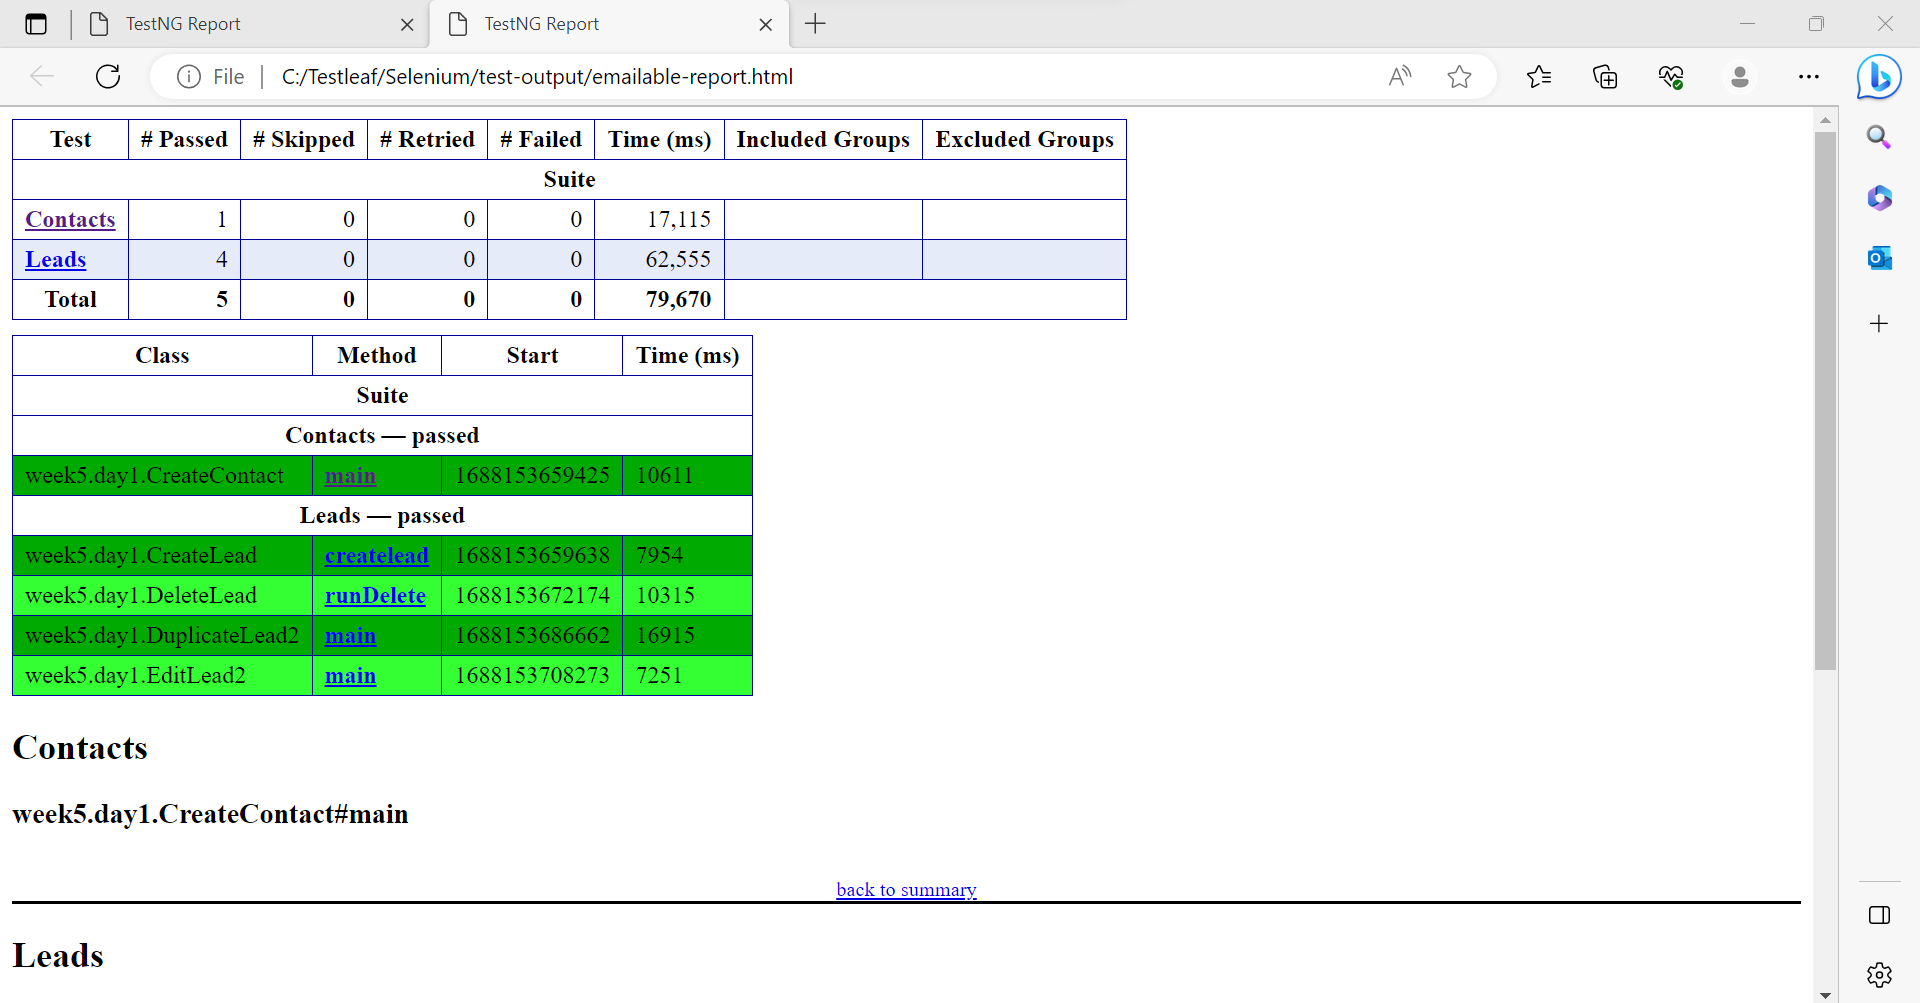 TestNG Report
TestNG Report
File
C:/Testleaf/Selenium/test-output/emailable-report.html
Test # Passed # Skipped # Retried # Failed Time (ms) Included Groups Excluded Groups
Suite
Contacts 1 0 0 0 17,115
Leads 4 0 0 0 62,555
Total 5 0 0 0 79,670
Class Method Start Time (ms)
Suite
Contacts — passed
week5.day1.CreateContact main 1688153659425 10611
Leads — passed
week5.day1.CreateLead createlead 1688153659638 7954
week5.day1.DeleteLead runDelete 1688153672174 10315
week5.day1.DuplicateLead2 main 1688153686662 16915
week5.day1.EditLead2 main 1688153708273 7251
Contacts
week5.day1.CreateContact#main
back to summary
Leads